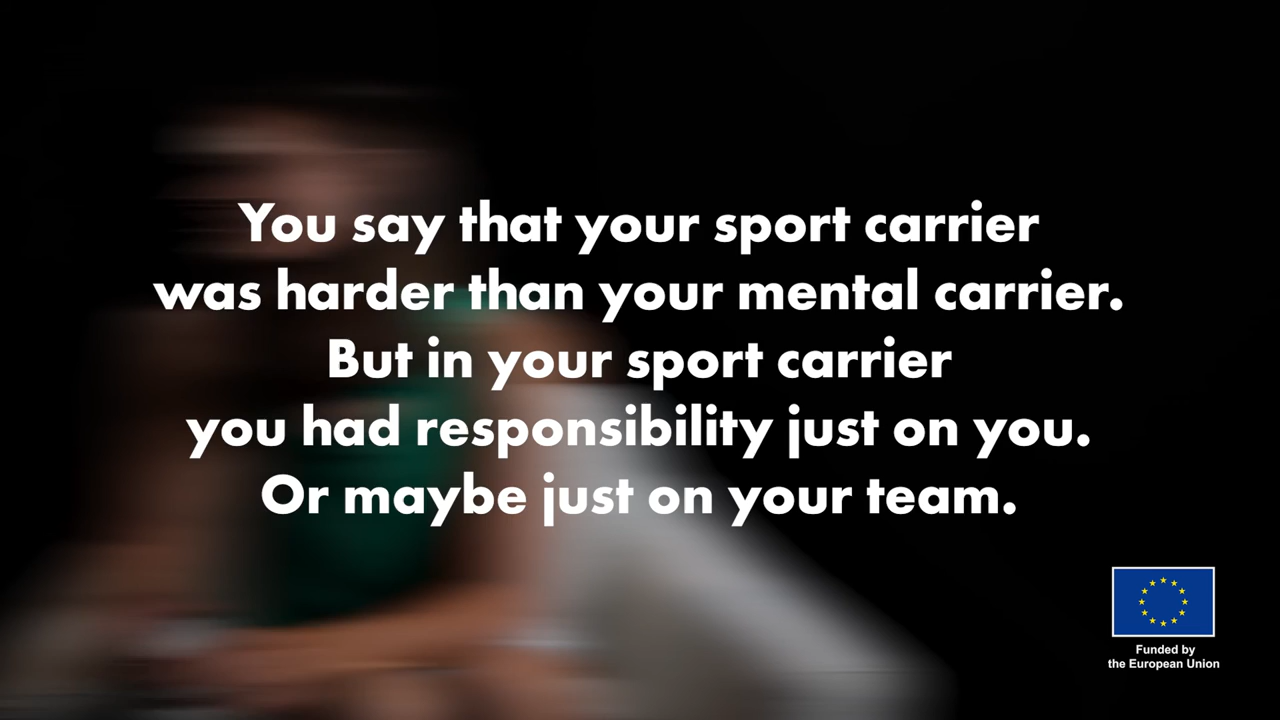 You say that your sport carrier
was harder than your mental carrier.
But in your sport carrier
you had responsibility just on you.
Or maybe just on your team.
Funded by
the European Union